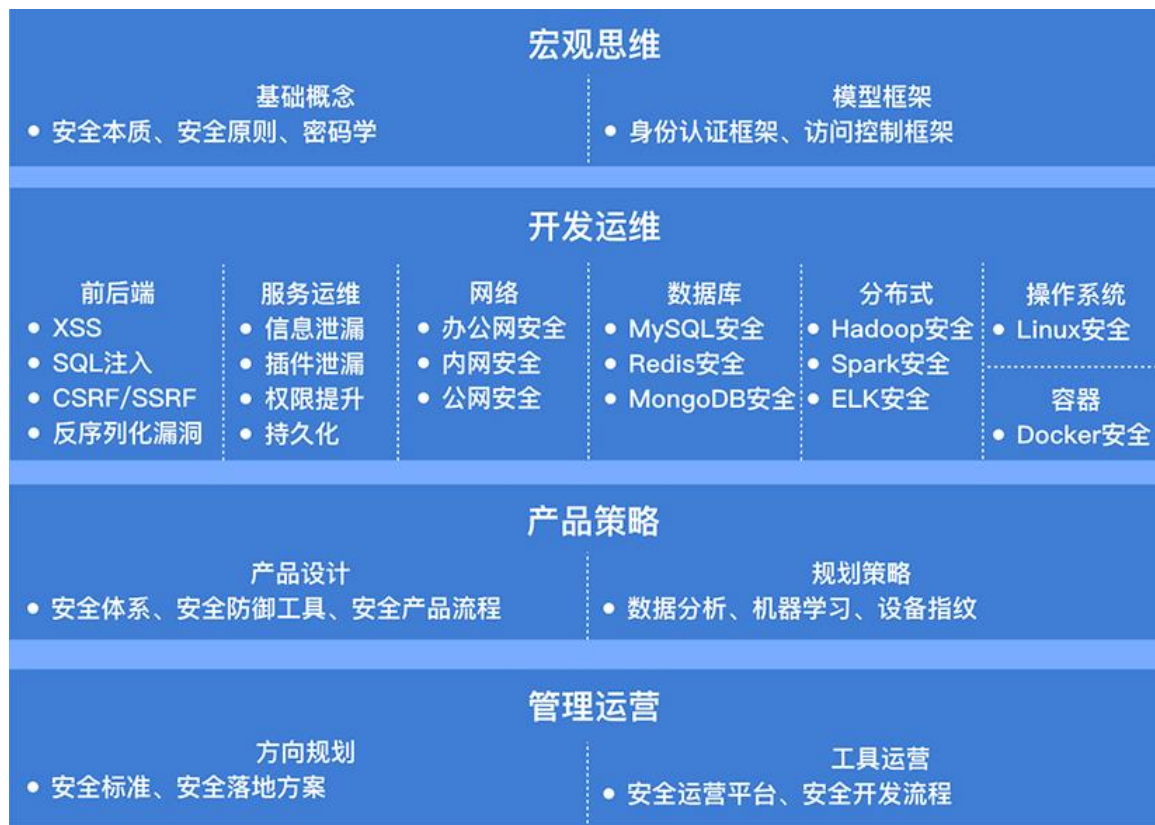 宏观思维
基础概念
• 安全本质、安全原则、密码学
模型框架
• 身份认证框架、访问控制框架
开发运维
前后端
• XSS
• SQL注入
• CSRF/SSRF
• 反序列化漏洞
服务运维
• 信息泄漏
• 插件泄漏
• 权限提升
• 持久化
网络
• 办公网安全
• 内网安全
• 公网安全
数据库
• MySQL安全
• Redis安全
• MongoDB安全
分布式
• Hadoop安全
• Spark安全
• ELK安全
操作系统
• Linux安全
容器
• Docker安全
产品策略
产品设计
• 安全体系、安全防御工具、安全产品流程
规划策略
• 数据分析、机器学习、设备指纹
管理运营
方向规划
• 安全标准、安全落地方案
工具运营
• 安全运营平台、安全开发流程